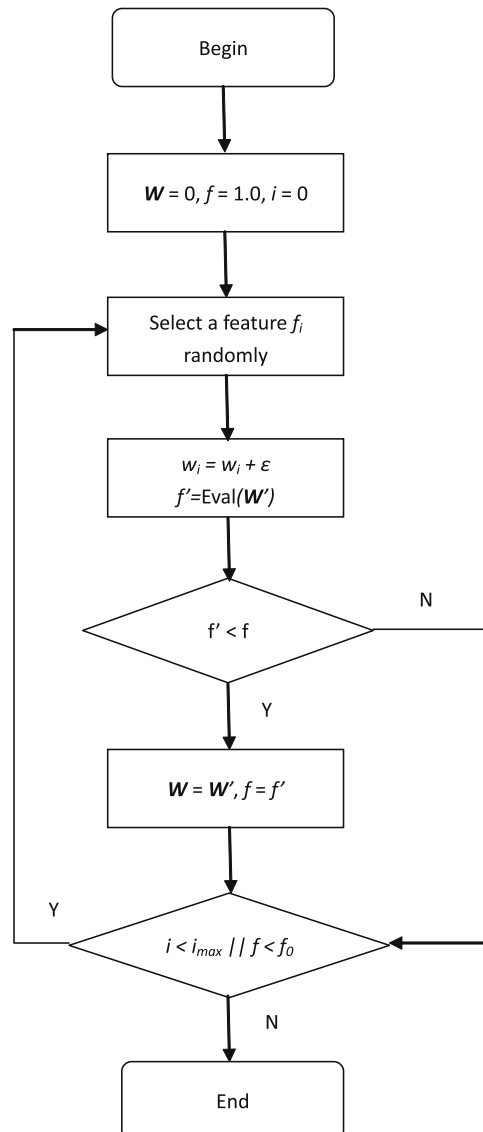 Begin
W = 0, f = 1.0, i = 0
Select a feature fᵢ
randomly
wᵢ = wᵢ + ε
f'=Eval(W')
N
f' < f
Y
W = W', f = f'
Y
i < iₘₐₓ || f < f₀
N
End